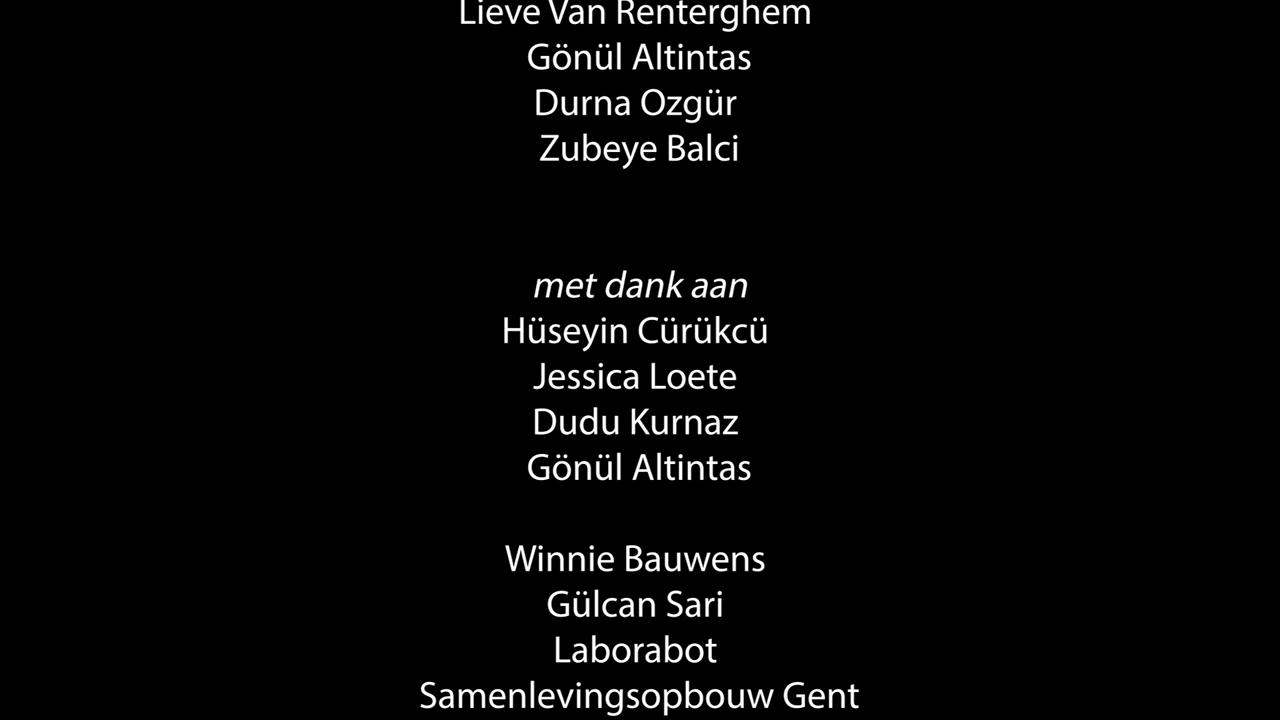 Lieve Van Renterghem
Gönül Altintas
Durna Ozgür
Zubeye Balci
met dank aan
Hüseyin Cürükcü
Jessica Loete
Dudu Kurnaz
Gönül Altintas
Winnie Bauwens
Gülcan Sari
Laborabot
Samenlevingsopbouw Gent